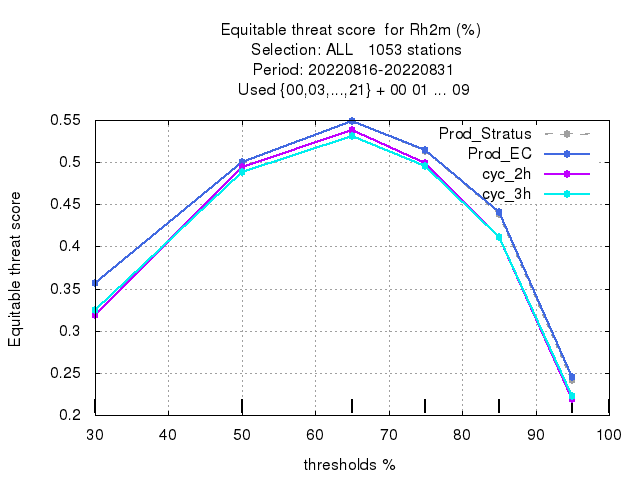 Equitable threat score  for Rh2m (%)
Selection: ALL   1053 stations
Period: 20220816-20220831
Used {00,03,...,21} + 00 01 ... 09
Equitable threat score
0.55
0.5
0.45
0.4
0.35
0.3
0.25
0.2
Prod_Stratus
Prod_EC
cyc_2h
cyc_3h
30 40 50 60 70 80 90 100
thresholds %